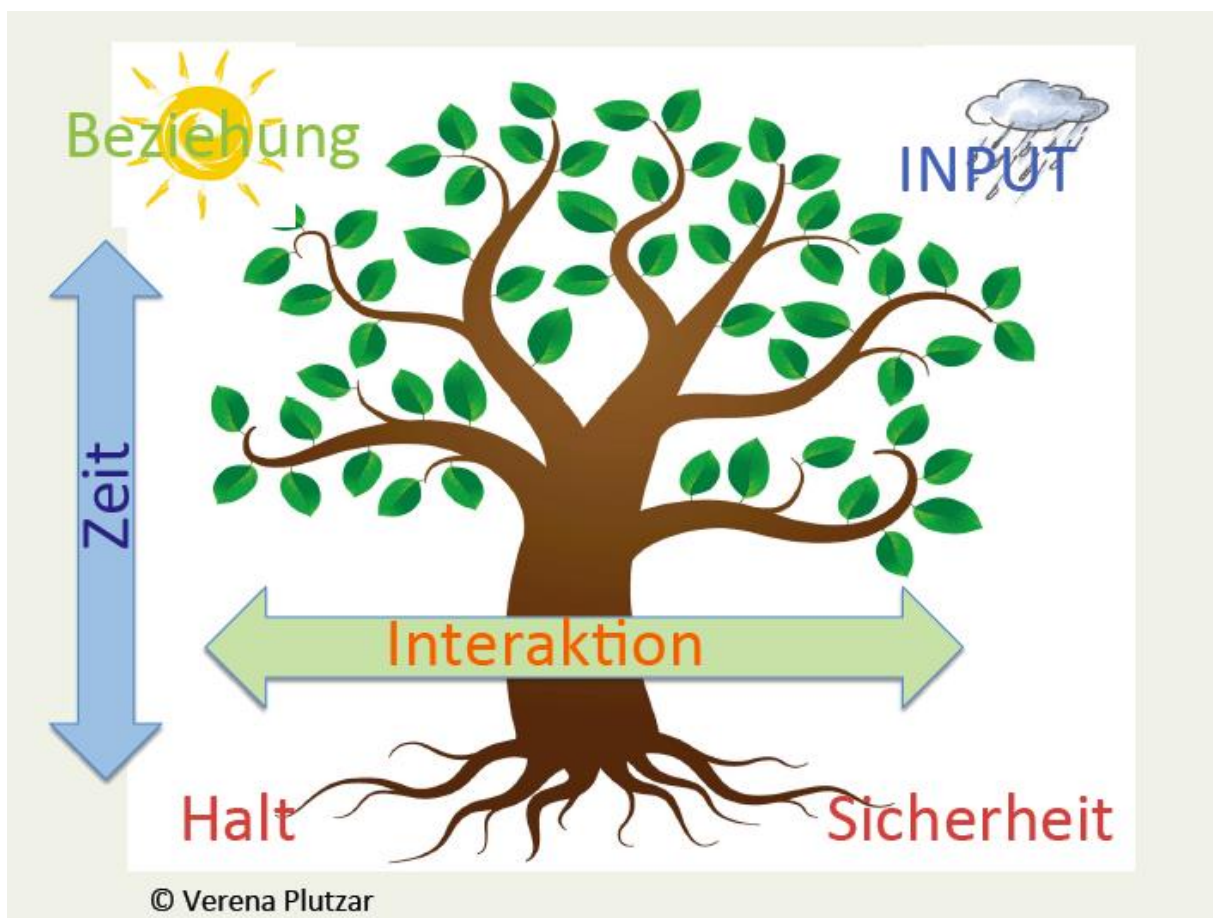 Beziehung
INPUT
Zeit
Interaktion
Halt
Sicherheit
© Verena Plutzar